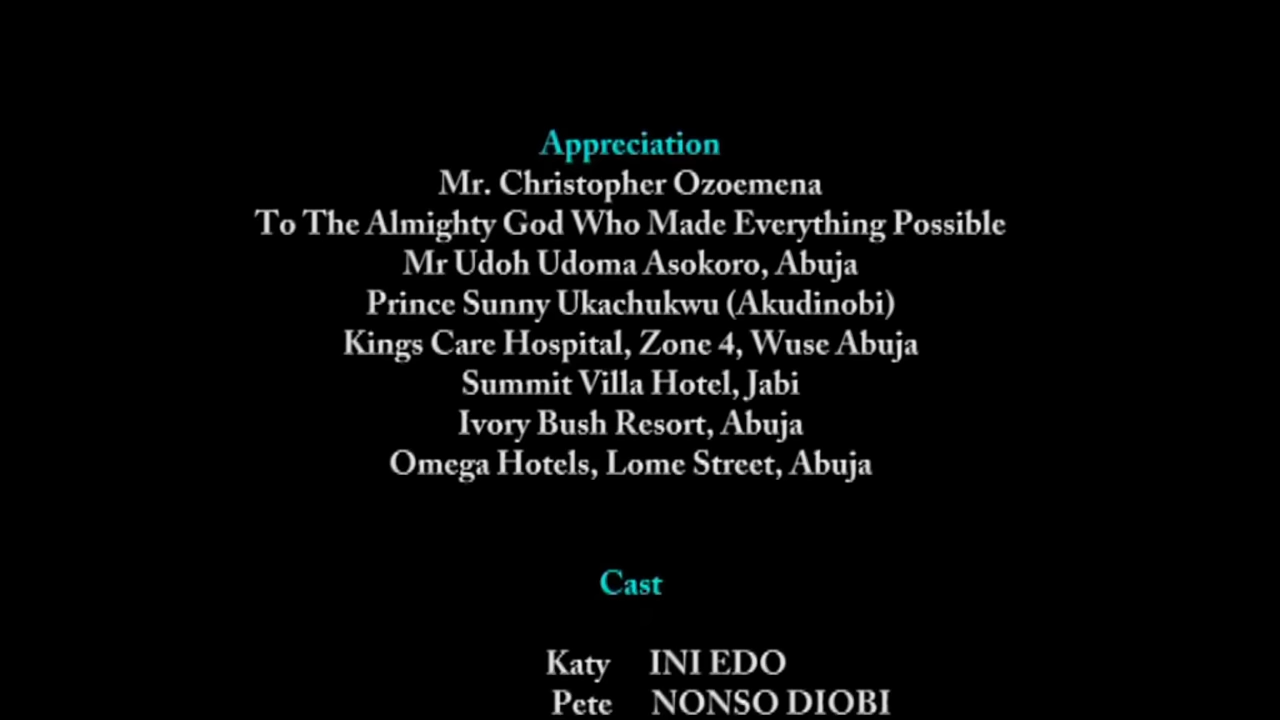 Appreciation
Mr. Christopher Ozoemena
To The Almighty God Who Made Everything Possible
Mr Udoh Udoma Asokoro, Abuja
Prince Sunny Ukachukwu (Akudinobi)
Kings Care Hospital, Zone 4, Wuse Abuja
Summit Villa Hotel, Jabi
Ivory Bush Resort, Abuja
Omega Hotels, Lome Street, Abuja
Cast
Katy INI EDO
Pete NONSO DIOBI